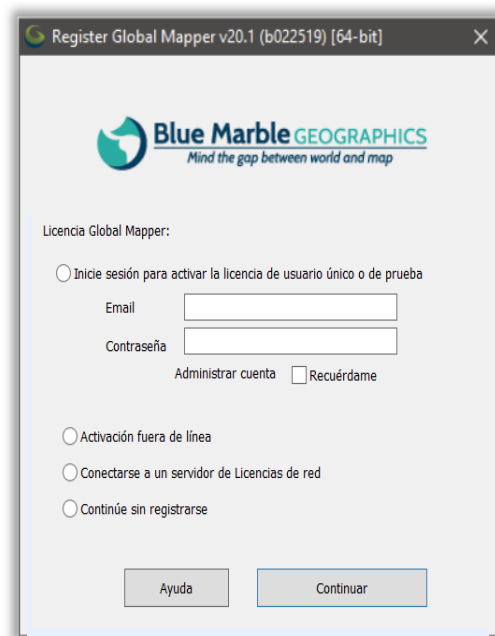 Register Global Mapper v20.1 (b022519) [64-bit]
Blue Marble GEOGRAPHICS
Mind the gap between world and map
Licencia Global Mapper:
Inicie sesión para activar la licencia de usuario único o de prueba
Email
Contraseña
Administrar cuenta Recuérdame
Activación fuera de línea
Conectarse a un servidor de Licencias de red
Continúe sin registrarse
Ayuda Continuar